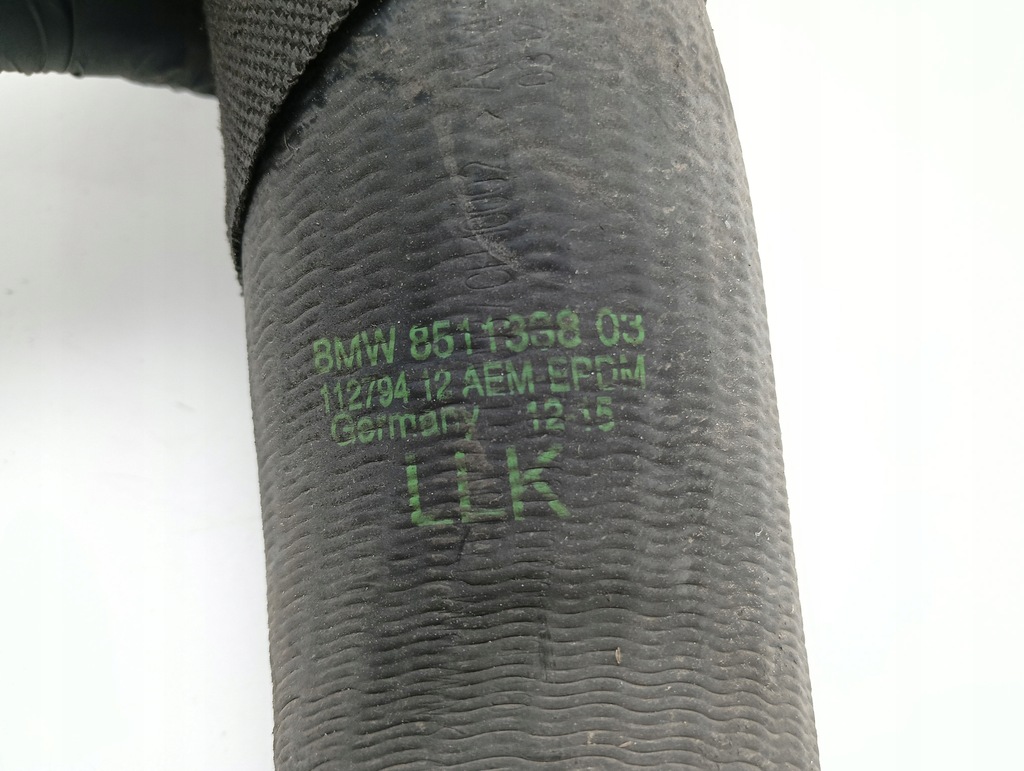 BMW 8511368 03
112/94 12 AEM EPDM
Germany 12 15
LLK